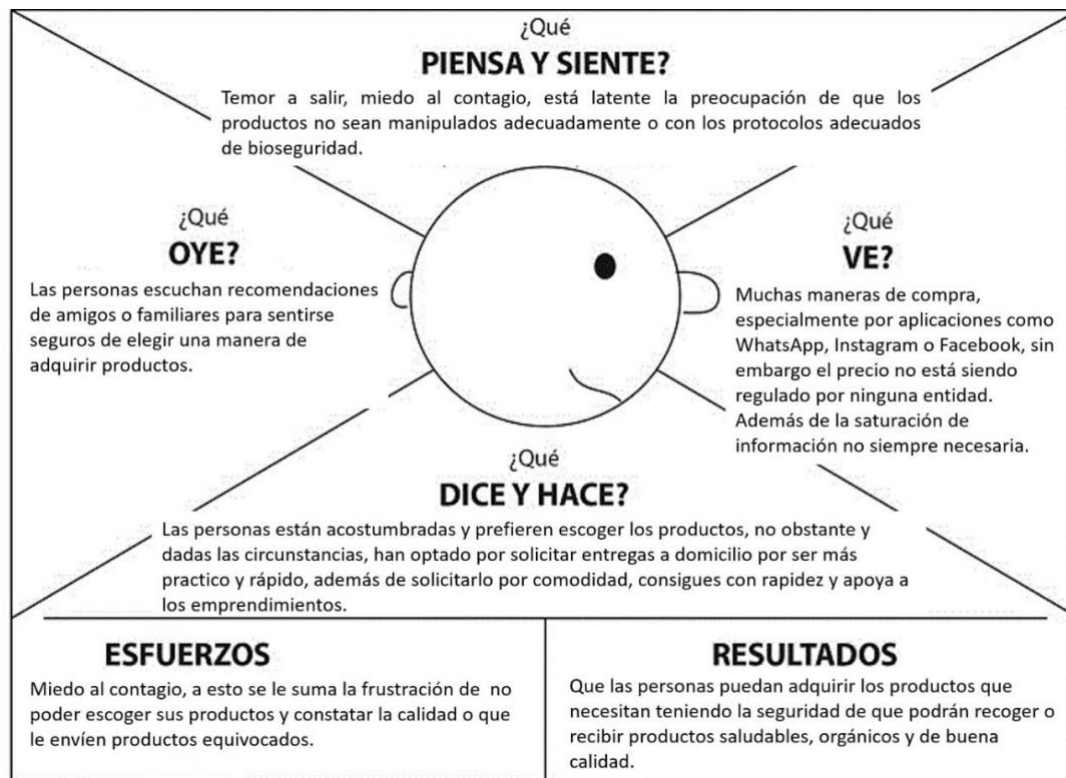 ¿Qué
PIENSA Y SIENTE?
Temor a salir, miedo al contagio, está latente la preocupación de que los
productos no sean manipulados adecuadamente o con los protocolos adecuados
de bioseguridad.
¿Qué
OYE?
Las personas escuchan recomendaciones
de amigos o familiares para sentirse
seguros de elegir una manera de
adquirir productos.
¿Qué
VE?
Muchas maneras de compra,
especialmente por aplicaciones como
WhatsApp, Instagram o Facebook, sin
embargo el precio no está siendo
regulado por ninguna entidad.
Además de la saturación de
información no siempre necesaria.
¿Qué
DICE Y HACE?
Las personas están acostumbradas y prefieren escoger los productos, no obstante y
dadas las circunstancias, han optado por solicitar entregas a domicilio por ser más
practico y rápido, además de solicitarlo por comodidad, consigues con rapidez y apoya a
los emprendimientos.
ESFUERZOS
Miedo al contagio, a esto se le suma la frustración de no
poder escoger sus productos y constatar la calidad o que
le envíen productos equivocados.
RESULTADOS
Que las personas puedan adquirir los productos que
necesitan teniendo la seguridad de que podrán recoger o
recibir productos saludables, orgánicos y de buena
calidad.